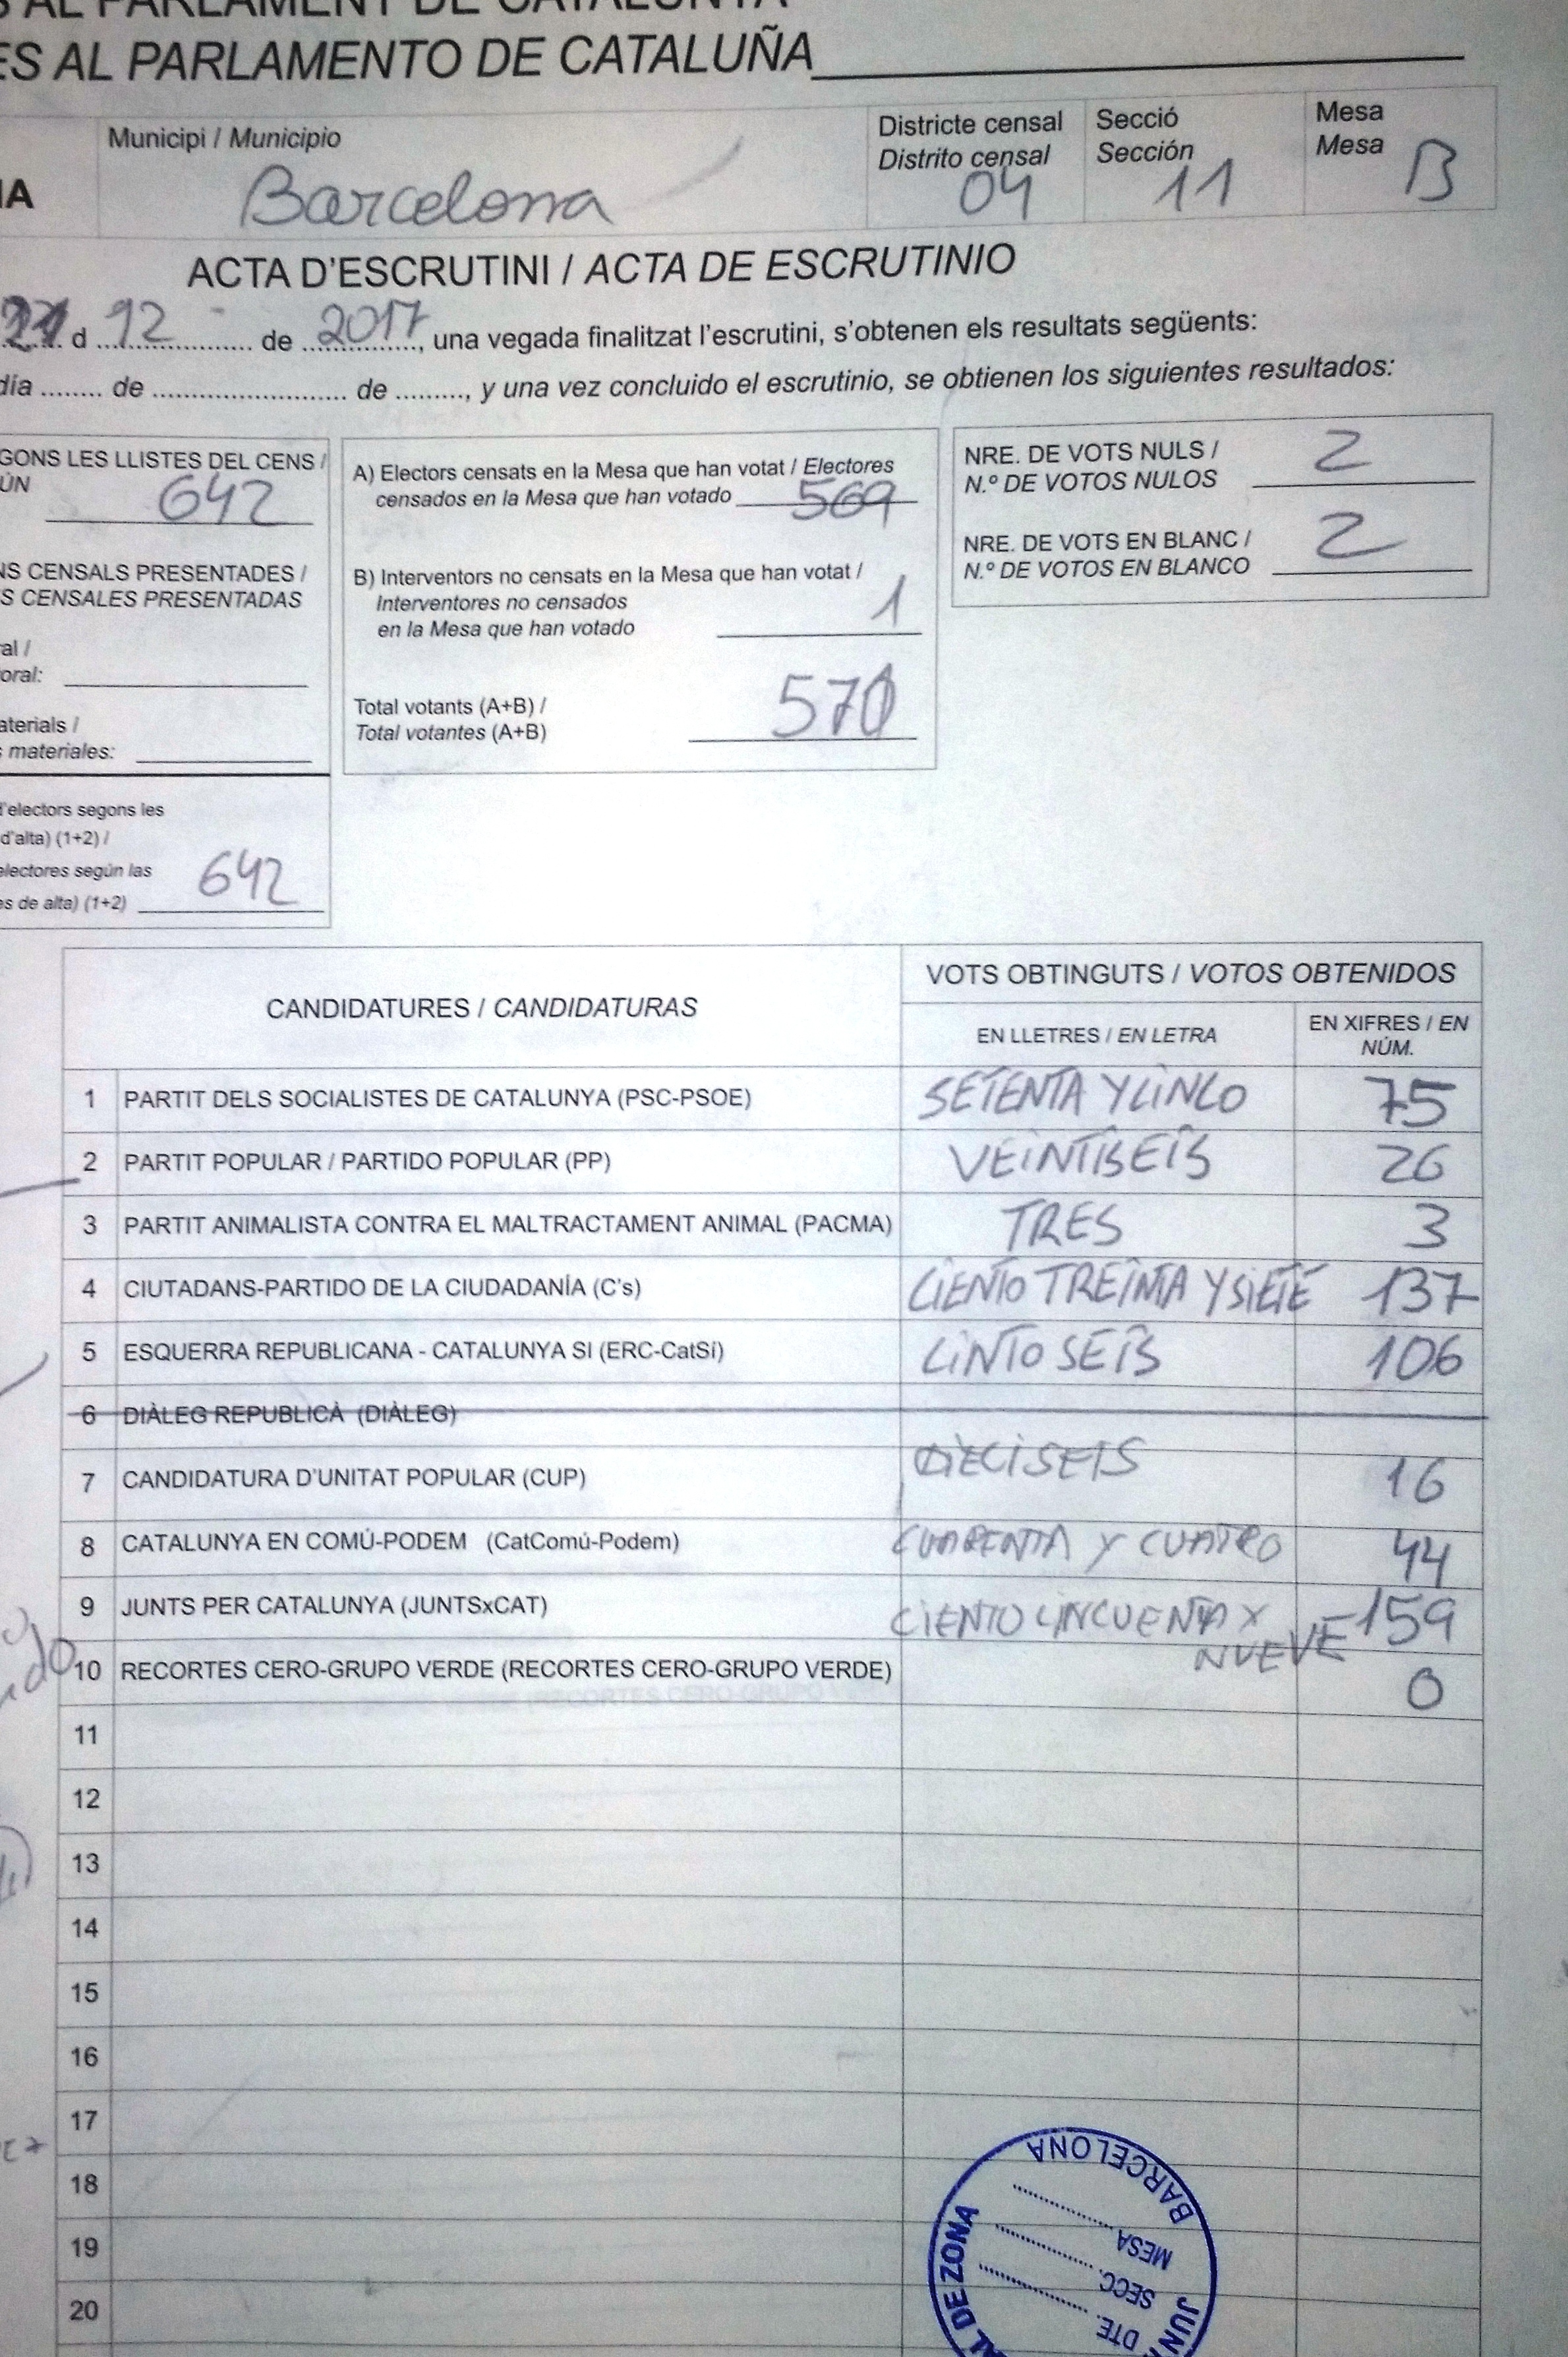 S AL PARLAMENT DE CATALUNYA
ES AL PARLAMENTO DE CATALUÑA
Municipi / Municipio
Barcelona
Districte censal
Distrito censal
04
Secció
Sección
11
Mesa
Mesa
B
IA
ACTA D'ESCRUTINI / ACTA DE ESCRUTINIO
21 d 12 de 2017, una vegada finalitzat l'escrutini, s'obtenen els resultats següents:
día ........ de .......................... de ........., y una vez concluido el escrutinio, se obtienen los siguientes resultados:
GONS LES LLISTES DEL CENS /
ÚN
642
NS CENSALS PRESENTADES /
S CENSALES PRESENTADAS
ral /
oral:
aterials /
s materiales:
d'electors segons les
d'alta) (1+2) /
electores según las
es de alta) (1+2) 642
A) Electors censats en la Mesa que han votat / Electores
censados en la Mesa que han votado 569
B) Interventors no censats en la Mesa que han votat /
Interventores no censados
en la Mesa que han votado 1
Total votants (A+B) /
Total votantes (A+B) 570
NRE. DE VOTS NULS /
N.º DE VOTOS NULOS 2
NRE. DE VOTS EN BLANC /
N.º DE VOTOS EN BLANCO 2
CANDIDATURES / CANDIDATURAS
VOTS OBTINGUTS / VOTOS OBTENIDOS
EN LLETRES / EN LETRA
EN XIFRES / EN
NÚM.
1 PARTIT DELS SOCIALISTES DE CATALUNYA (PSC-PSOE) SETENTA Y CINCO 75
2 PARTIT POPULAR / PARTIDO POPULAR (PP) VEINTISEIS 26
3 PARTIT ANIMALISTA CONTRA EL MALTRACTAMENT ANIMAL (PACMA) TRES 3
4 CIUTADANS-PARTIDO DE LA CIUDADANÍA (C's) CIENTO TREINTA Y SIETE 137
5 ESQUERRA REPUBLICANA - CATALUNYA SI (ERC-CatSí) CINTO SEIS 106
6 DIÀLEG REPUBLICÀ (DIÀLEG)
7 CANDIDATURA D'UNITAT POPULAR (CUP) DIECISEIS 16
8 CATALUNYA EN COMÚ-PODEM (CatComú-Podem) CUARENTA Y CUATRO 44
9 JUNTS PER CATALUNYA (JUNTSxCAT) CIENTO CINCUENTA Y NUEVE 159
10 RECORTES CERO-GRUPO VERDE (RECORTES CERO-GRUPO VERDE) 0
11
12
13
14
15
16
17
18
19
20
BARCELONA
MESA
SECC.
DTE.
AL DE ZONA
JUN